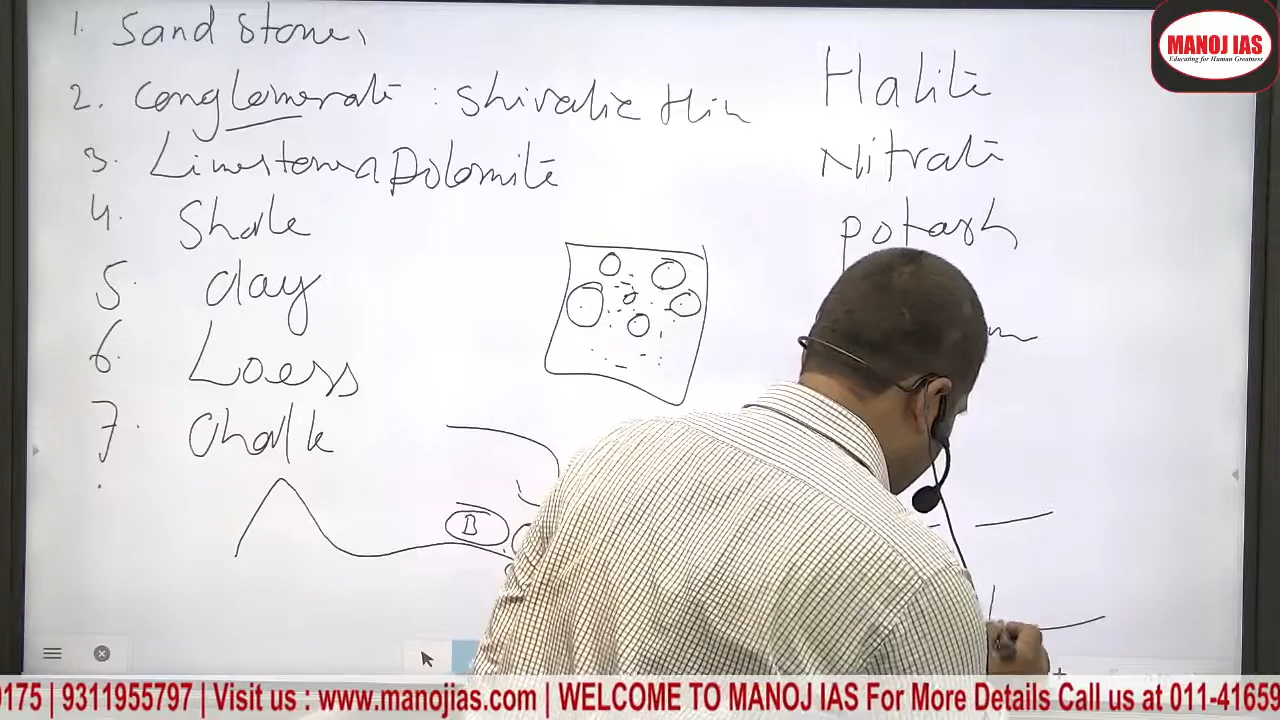 1. Sand Stone,
2. Conglomerate : Shivalic
3. Limestone Dolomite
4. Shale
5. Clay
6. Loess
7. Chalk
Halite
Nitrate
potash
B
MANOJ IAS
Educating for Human Greatness
0175 | 9311955797 | Visit us : www.manojias.com | WELCOME TO MANOJ IAS For More Details Call us at 011-41659